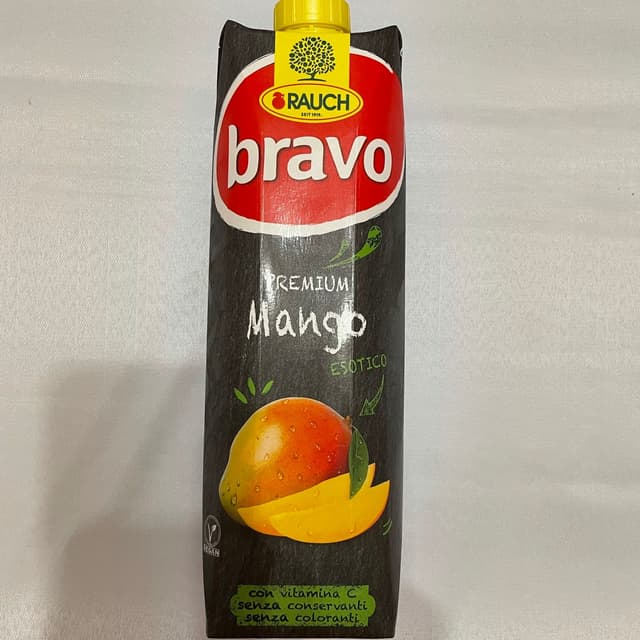 RAUCH
SEIT 1919.
bravo
PREMIUM
Mango
ESOTICO
VEGAN
con vitamina C
senza conservanti
senza coloranti